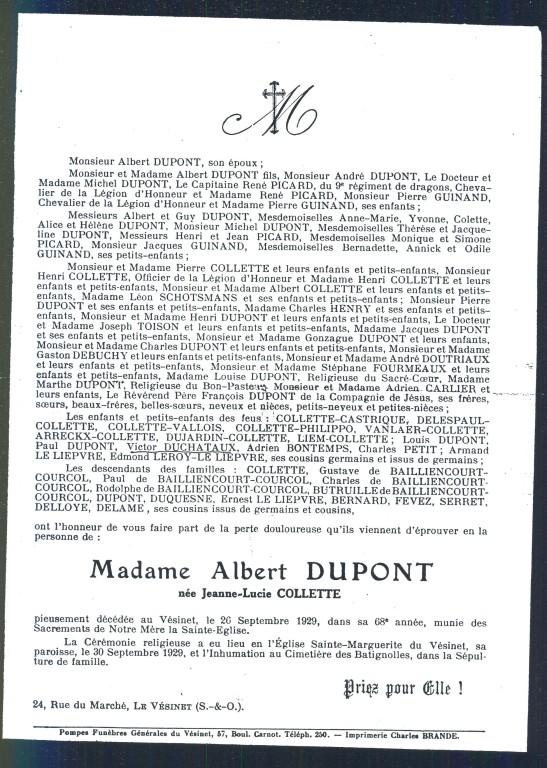 M
Monsieur Albert DUPONT, son époux ;
Monsieur et Madame Albert DUPONT fils, Monsieur André DUPONT, Le Docteur et
Madame Michel DUPONT, Le Capitaine René PICARD, du 9e régiment de dragons, Cheva-
lier de la Légion d'Honneur et Madame René PICARD, Monsieur Pierre GUINAND,
Chevalier de la Légion d'Honneur et Madame Pierre GUINAND, ses enfants ;
Messieurs Albert et Guy DUPONT, Mesdemoiselles Anne-Marie, Yvonne, Colette,
Alice et Hélène DUPONT, Monsieur Michel DUPONT, Mesdemoiselles Thérèse et Jacque-
line DUPONT, Messieurs Henri et Jean PICARD, Mesdemoiselles Monique et Simone
PICARD, Monsieur Jacques GUINAND, Mesdemoiselles Bernadette, Annick et Odile
GUINAND, ses petits-enfants ;
Monsieur et Madame Pierre COLLETTE et leurs enfants et petits-enfants, Monsieur
Henri COLLETTE, Officier de la Légion d'Honneur et Madame Henri COLLETTE et leurs
enfants et petits-enfants, Monsieur et Madame Albert COLLETTE et leurs enfants et petits-
enfants, Madame Léon SCHOTSMANS et ses enfants et petits-enfants ; Monsieur Pierre
DUPONT et ses enfants et petits-enfants, Madame Charles HENRY et ses enfants et petits-
enfants, Monsieur et Madame Henri DUPONT et leurs enfants et petits-enfants, Le Docteur
et Madame Joseph TOISON et leurs enfants et petits-enfants, Madame Jacques DUPONT
et ses enfants et petits-enfants, Monsieur et Madame Gonzague DUPONT et leurs enfants,
Monsieur et Madame Charles DUPONT et leurs enfants et petits-enfants, Monsieur et Madame
Gaston DEBUCHY et leurs enfants et petits-enfants, Monsieur et Madame André DOUTRIAUX
et leurs enfants et petits-enfants, Monsieur et Madame Stéphane FOURMEAUX et leurs
enfants et petits-enfants, Madame Louise DUPONT, Religieuse du Sacré-Cœur, Madame
Marthe DUPONT, Religieuse du Bon-Pasteur, Monsieur et Madame Adrien CARLIER et
leurs enfants, Le Révérend Père François DUPONT de la Compagnie de Jésus, ses frères,
sœurs, beaux-frères, belles-sœurs, neveux et nièces, petits-neveux et petites-nièces ;
Les enfants et petits-enfants des feus : COLLETTE-CASTRIQUE, DELESPAUL-
COLLETTE, COLLETTE-VALLOIS, COLLETTE-PHILIPPO, VANLAER-COLLETTE,
ARRECKX-COLLETTE, DUJARDIN-COLLETTE, LIEM-COLLETTE ; Louis DUPONT,
Paul DUPONT, Victor DUCHATAUX, Adrien BONTEMPS, Charles PETIT ; Armand
LE LIEPVRE, Edmond LEROY-LE LIEPVRE, ses cousins germains et issus de germains ;
Les descendants des familles : COLLETTE, Gustave de BAILLIENCOURT-
COURCOL, Paul de BAILLIENCOURT-COURCOL, Charles de BAILLIENCOURT-
COURCOL, Rodolphe de BAILLIENCOURT-COURCOL, BUTRUILLE de BAILLIENCOURT-
COURCOL, DUPONT, DUQUESNE, Ernest LE LIEPVRE, BERNARD, FEVEZ, SERRET,
DELLOYE, DELAME, ses cousins issus de germains et cousins,
ont l'honneur de vous faire part de la perte douloureuse qu'ils viennent d'éprouver en la
personne de :
Madame Albert DUPONT
née Jeanne-Lucie COLLETTE
pieusement décédée au Vésinet, le 26 Septembre 1929, dans sa 68e année, munie des
Sacrements de Notre Mère la Sainte-Eglise.
La Cérémonie religieuse a eu lieu en l'Église Sainte-Marguerite du Vésinet, sa
paroisse, le 30 Septembre 1929, et l'Inhumation au Cimetière des Batignolles, dans la Sépul-
ture de famille.
Priez pour Elle !
24, Rue du Marché, LE VÉSINET (S.-&-O.).
Pompes Funèbres Générales du Vésinet, 57, Boul. Carnot. Téléph. 250. — Imprimerie Charles BRANDE.